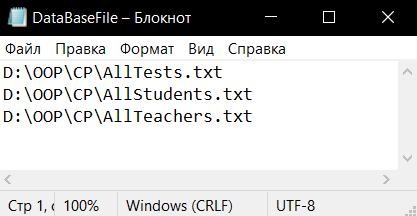 DataBaseFile – Блокнот
Файл Правка Формат Вид Справка
D:\OOP\CP\AllTests.txt
D:\OOP\CP\AllStudents.txt
D:\OOP\CP\AllTeachers.txt
Стр 1, с 100% Windows (CRLF) UTF-8